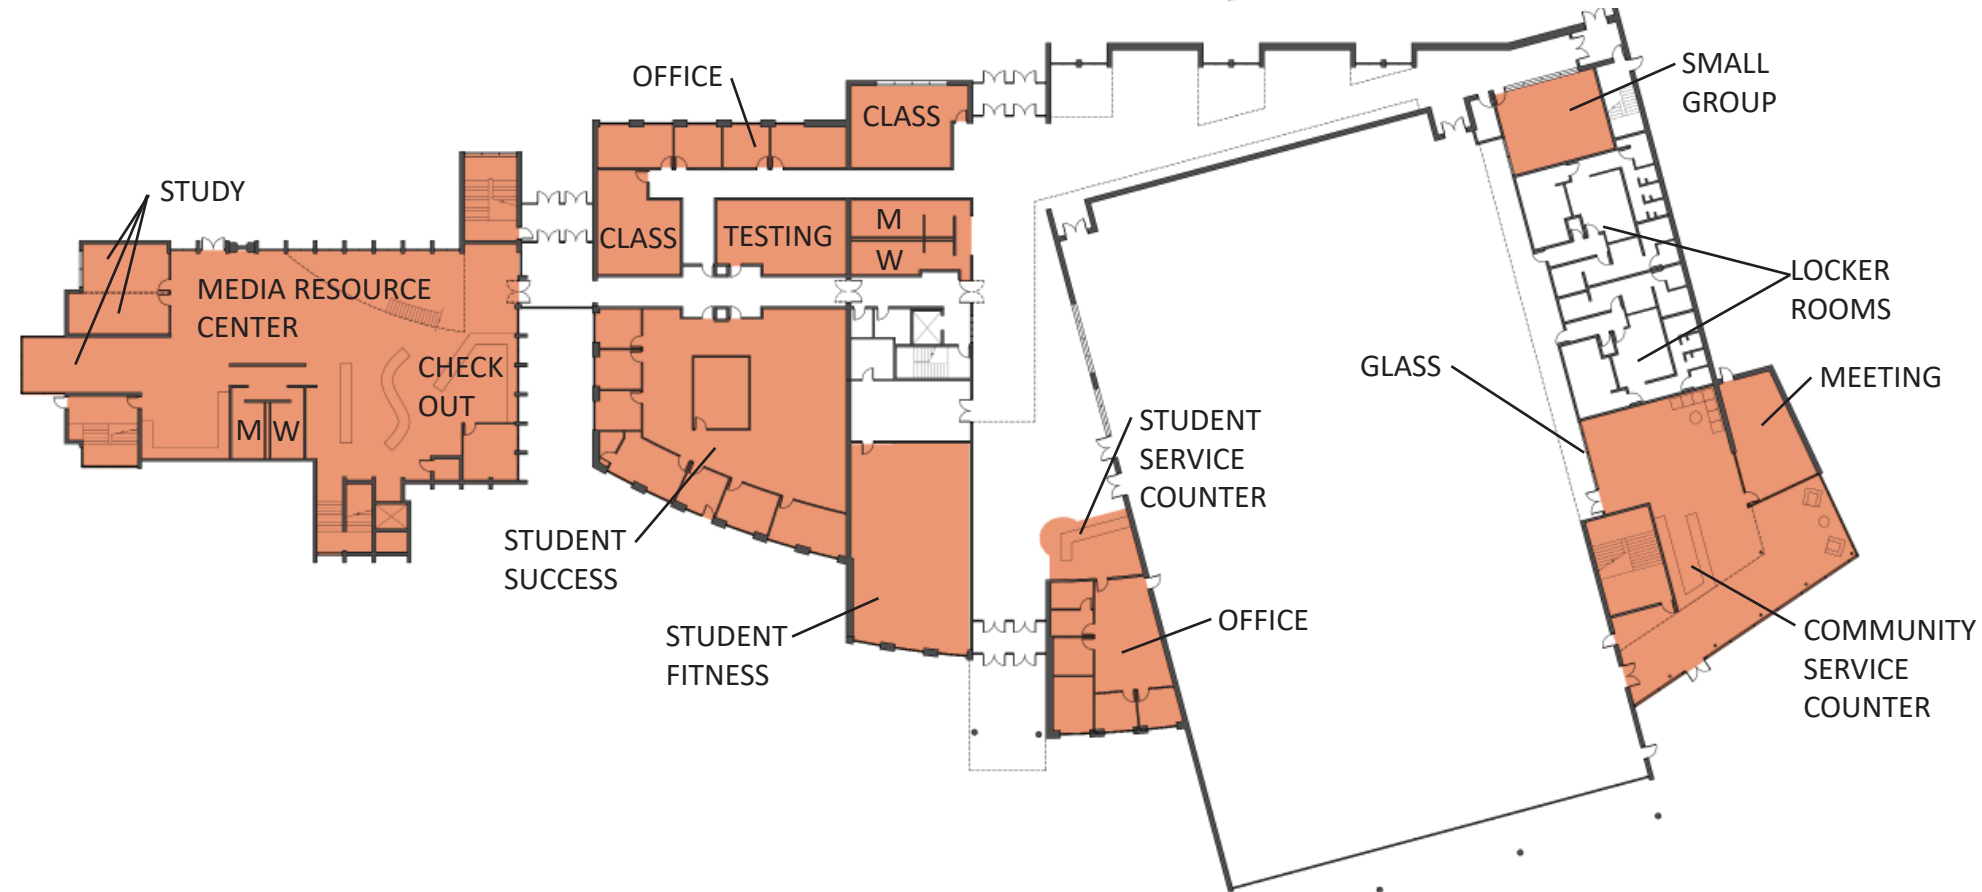 OFFICE
CLASS
SMALL
GROUP
STUDY
CLASS
TESTING
M
W
MEDIA RESOURCE
CENTER
LOCKER
ROOMS
CHECK
OUT
GLASS
MEETING
M
W
STUDENT
SERVICE
COUNTER
STUDENT
SUCCESS
STUDENT
FITNESS
OFFICE
COMMUNITY
SERVICE
COUNTER